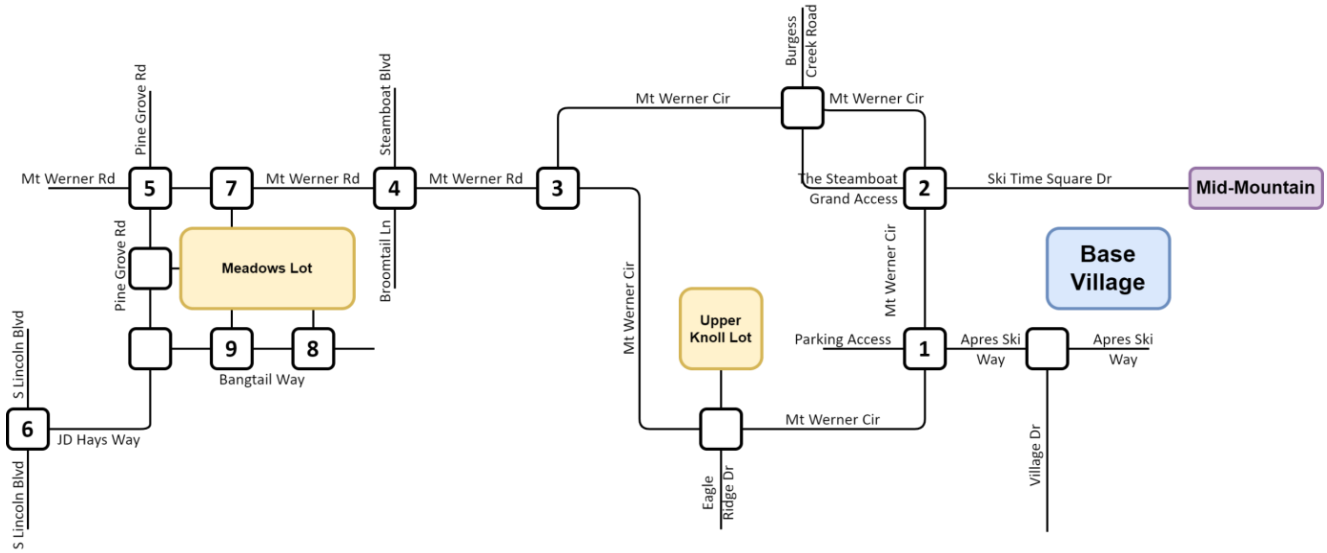 Burgess
Creek Road
Mt Werner Cir
Mt Werner Cir
Pine Grove Rd
Steamboat Blvd
Mt Werner Rd
5
7
Mt Werner Rd
4
Mt Werner Rd
3
The Steamboat
Grand Access
2
Ski Time Square Dr
Mid-Mountain
Pine Grove Rd
Meadows Lot
Broomtail Ln
Mt Werner Cir
Mt Werner Cir
Base
Village
Upper
Knoll Lot
Parking Access
1
Apres Ski
Way
Apres Ski
Way
9
8
Bangtail Way
S Lincoln Blvd
6
JD Hays Way
S Lincoln Blvd
Mt Werner Cir
Eagle
Ridge Dr
Village Dr